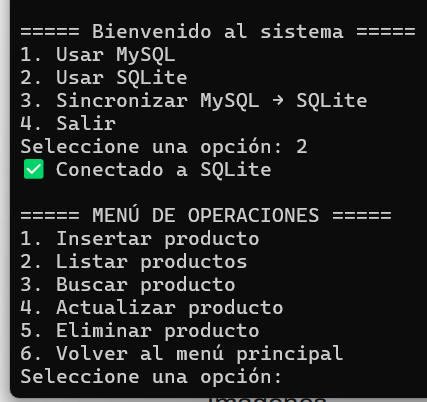 ===== Bienvenido al sistema =====
1. Usar MySQL
2. Usar SQLite
3. Sincronizar MySQL → SQLite
4. Salir
Seleccione una opción: 2
✅ Conectado a SQLite
===== MENÚ DE OPERACIONES =====
1. Insertar producto
2. Listar productos
3. Buscar producto
4. Actualizar producto
5. Eliminar producto
6. Volver al menú principal
Seleccione una opción: